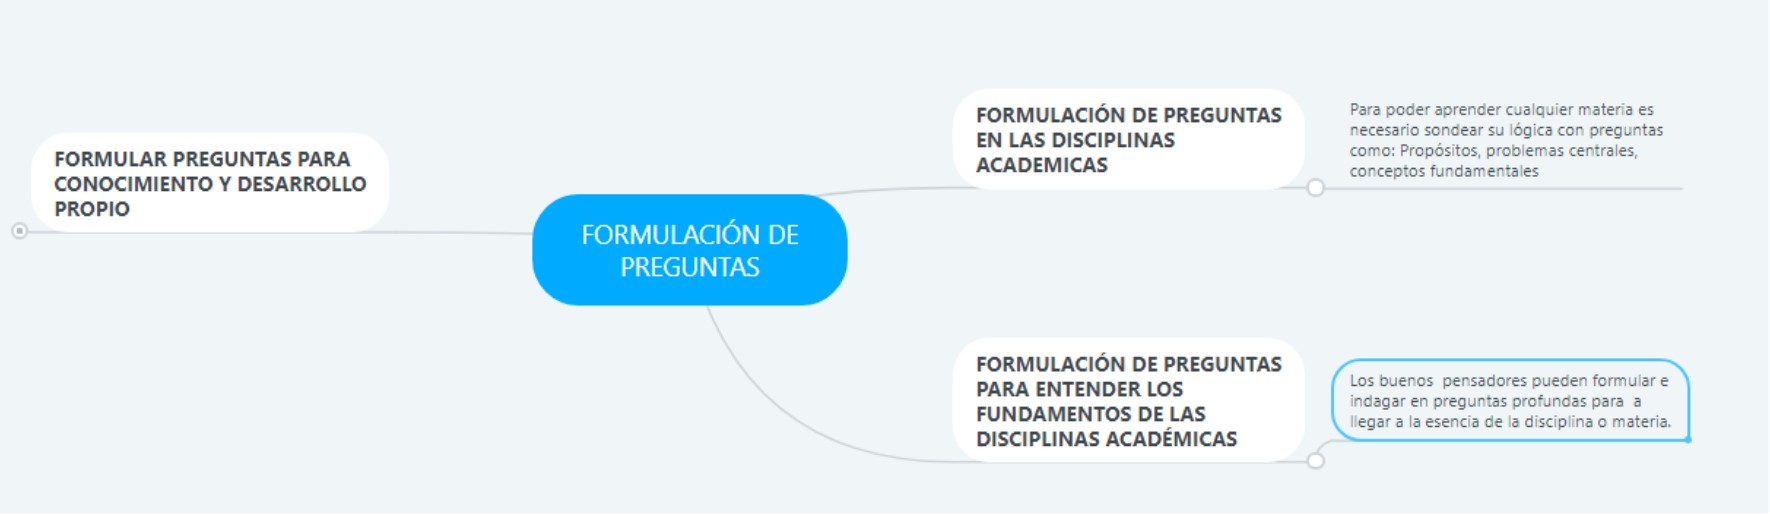 FORMULAR PREGUNTAS PARA
CONOCIMIENTO Y DESARROLLO
PROPIO
FORMULACIÓN DE
PREGUNTAS
FORMULACIÓN DE PREGUNTAS
EN LAS DISCIPLINAS
ACADEMICAS
Para poder aprender cualquier materia es
necesario sondear su lógica con preguntas
como: Propósitos, problemas centrales,
conceptos fundamentales
FORMULACIÓN DE PREGUNTAS
PARA ENTENDER LOS
FUNDAMENTOS DE LAS
DISCIPLINAS ACADÉMICAS
Los buenos  pensadores pueden formular e
indagar en preguntas profundas para  a
llegar a la esencia de la disciplina o materia.